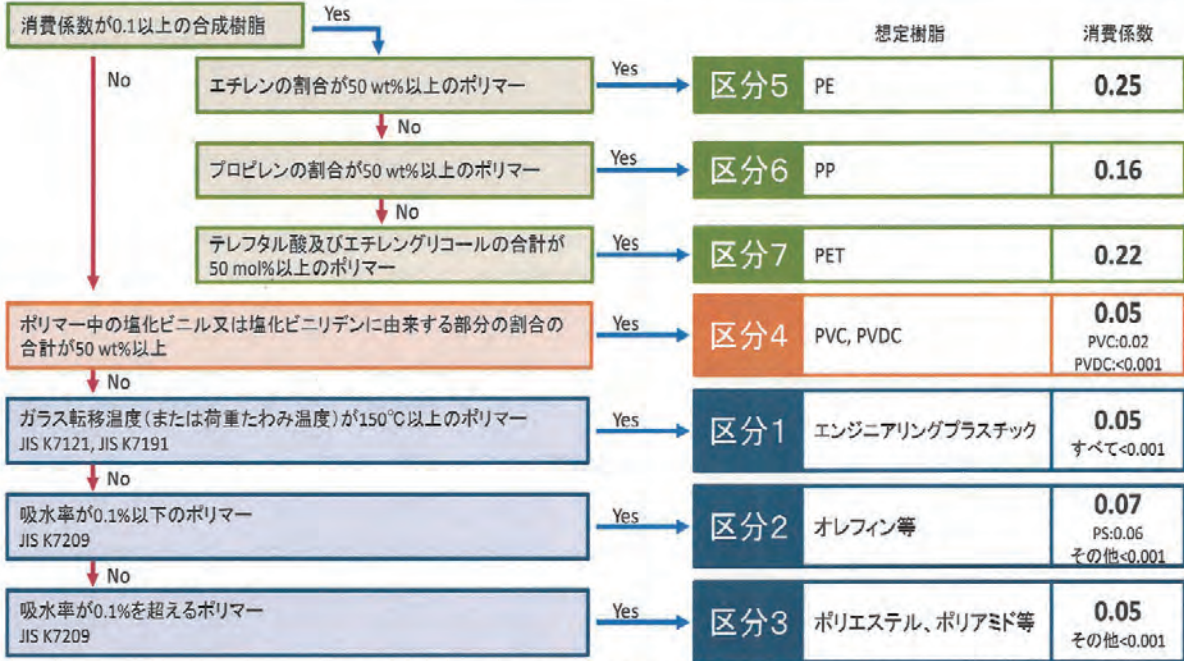 消費係数が0.1以上の合成樹脂
Yes
想定樹脂
消費係数
No
エチレンの割合が50 wt%以上のポリマー
Yes
区分5
PE
0.25
No
プロピレンの割合が50 wt%以上のポリマー
Yes
区分6
PP
0.16
No
テレフタル酸及びエチレングリコールの合計が
50 mol%以上のポリマー
Yes
区分7
PET
0.22
ポリマー中の塩化ビニル又は塩化ビニリデンに由来する部分の割合の
合計が50 wt%以上
Yes
区分4
PVC, PVDC
0.05
PVC:0.02
PVDC:<0.001
No
ガラス転移温度(または荷重たわみ温度)が150℃以上のポリマー
JIS K7121, JIS K7191
Yes
区分1
エンジニアリングプラスチック
0.05
すべて<0.001
No
吸水率が0.1%以下のポリマー
JIS K7209
Yes
区分2
オレフィン等
0.07
PS:0.06
その他<0.001
No
吸水率が0.1%を超えるポリマー
JIS K7209
Yes
区分3
ポリエステル、ポリアミド等
0.05
その他<0.001